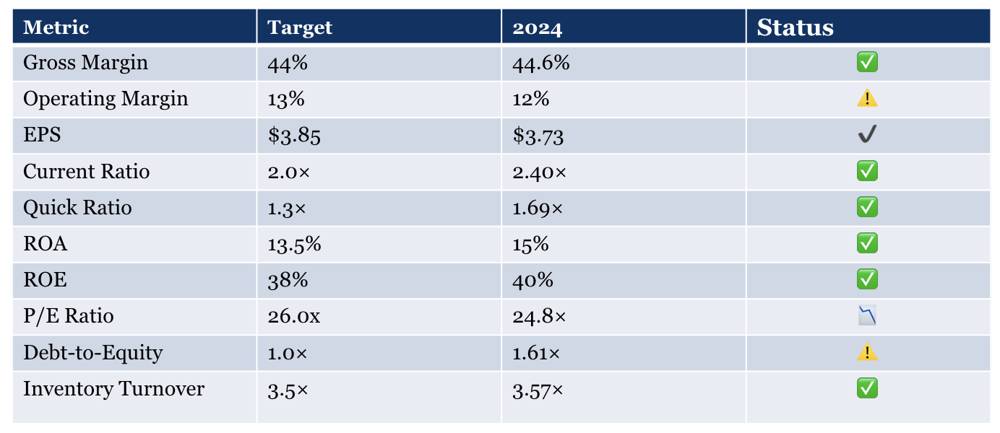 Metric Target 2024 Status
Gross Margin 44% 44.6% ✅
Operating Margin 13% 12% ⚠️
EPS $3.85 $3.73 ✔️
Current Ratio 2.0× 2.40× ✅
Quick Ratio 1.3× 1.69× ✅
ROA 13.5% 15% ✅
ROE 38% 40% ✅
P/E Ratio 26.0x 24.8× 📉
Debt-to-Equity 1.0× 1.61× ⚠️
Inventory Turnover 3.5× 3.57× ✅